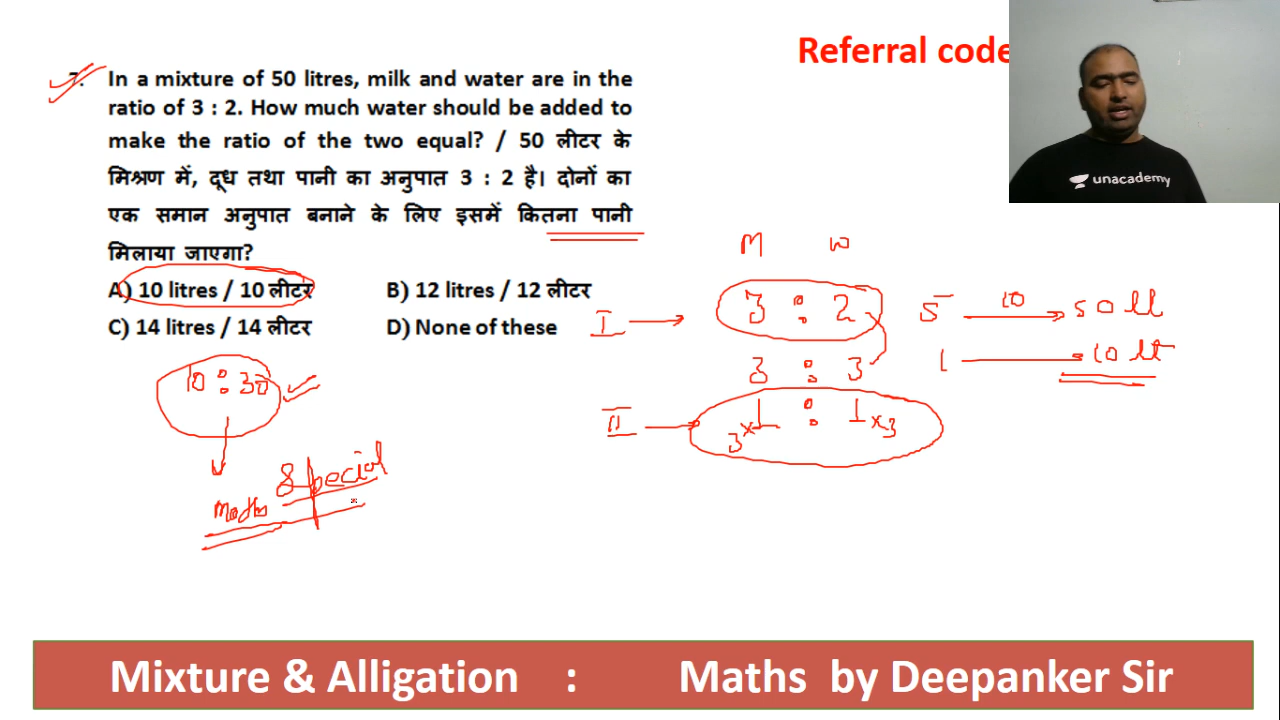 Referral code
7. In a mixture of 50 litres, milk and water are in the
ratio of 3 : 2. How much water should be added to
make the ratio of the two equal? / 50 लीटर के
मिश्रण में, दूध तथा पानी का अनुपात 3 : 2 है। दोनों का
एक समान अनुपात बनाने के लिए इसमें कितना पानी
मिलाया जाएगा?
A) 10 litres / 10 लीटर B) 12 litres / 12 लीटर
C) 14 litres / 14 लीटर D) None of these
unacademy
M W
I 3 : 2 5 10 50 lt
3 : 3 1 10 lt
II 3×1 : 1×3
10 : 30
Maths Special
Mixture & Alligation : Maths by Deepanker Sir